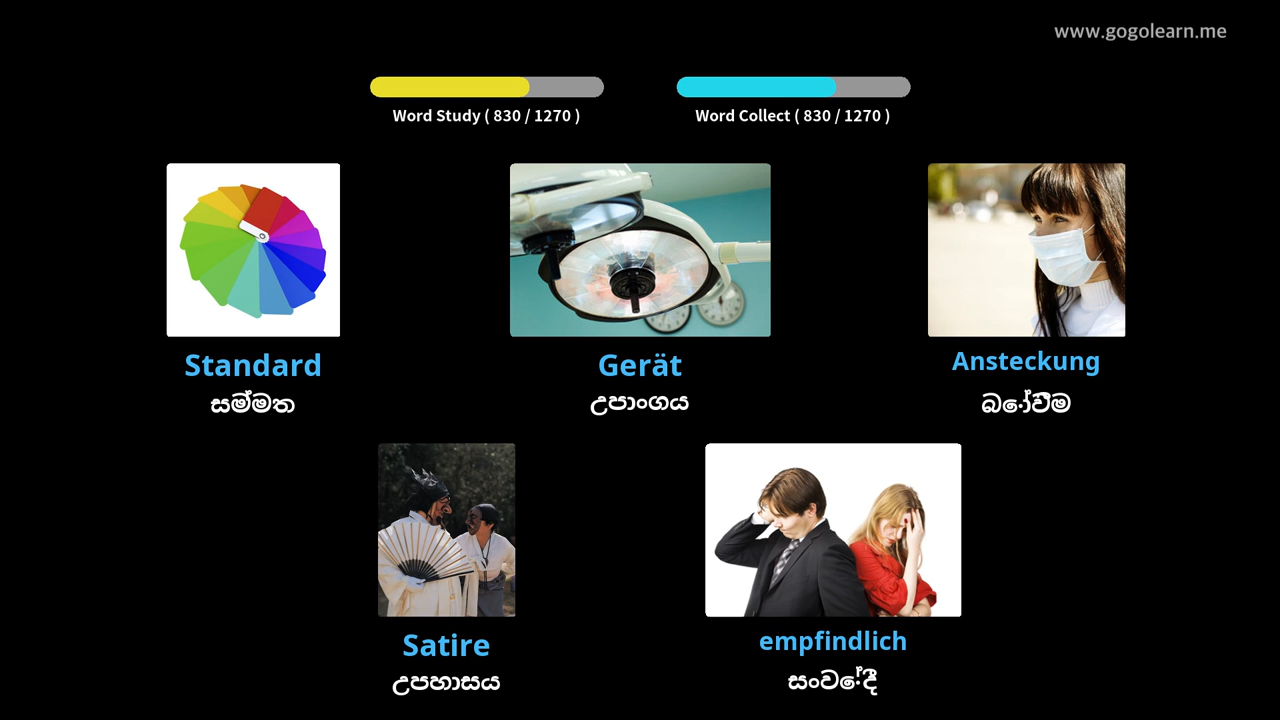 www.gogolearn.me
Word Study ( 830 / 1270 ) Word Collect ( 830 / 1270 )
Standard Gerät Ansteckung
සම්මත උපාංගය බෝවීම
Satire empfindlich
උපහාසය සංවේදී